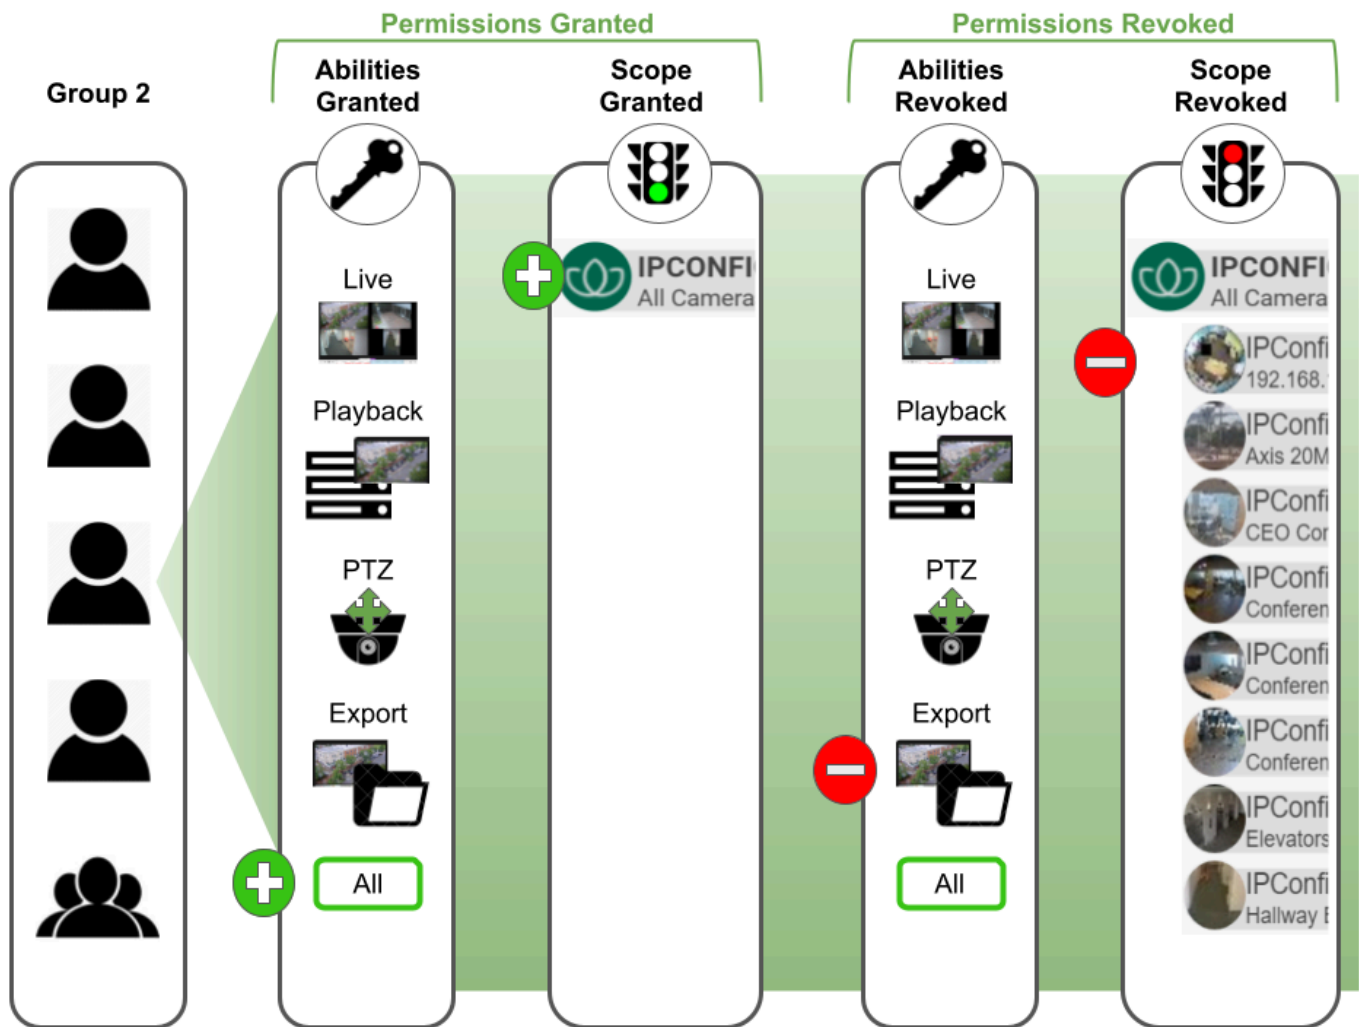 Permissions Granted
Permissions Revoked
Group 2
Abilities
Granted
Scope
Granted
Abilities
Revoked
Scope
Revoked
Live
Playback
PTZ
Export
All
IPCONFI
All Camera
Live
Playback
PTZ
Export
All
IPCONFI
All Camera
IPConfi
192.168.
IPConfi
Axis 20M
IPConfi
CEO Cor
IPConfi
Conferen
IPConfi
Conferen
IPConfi
Conferen
IPConfi
Elevators
IPConfi
Hallway E